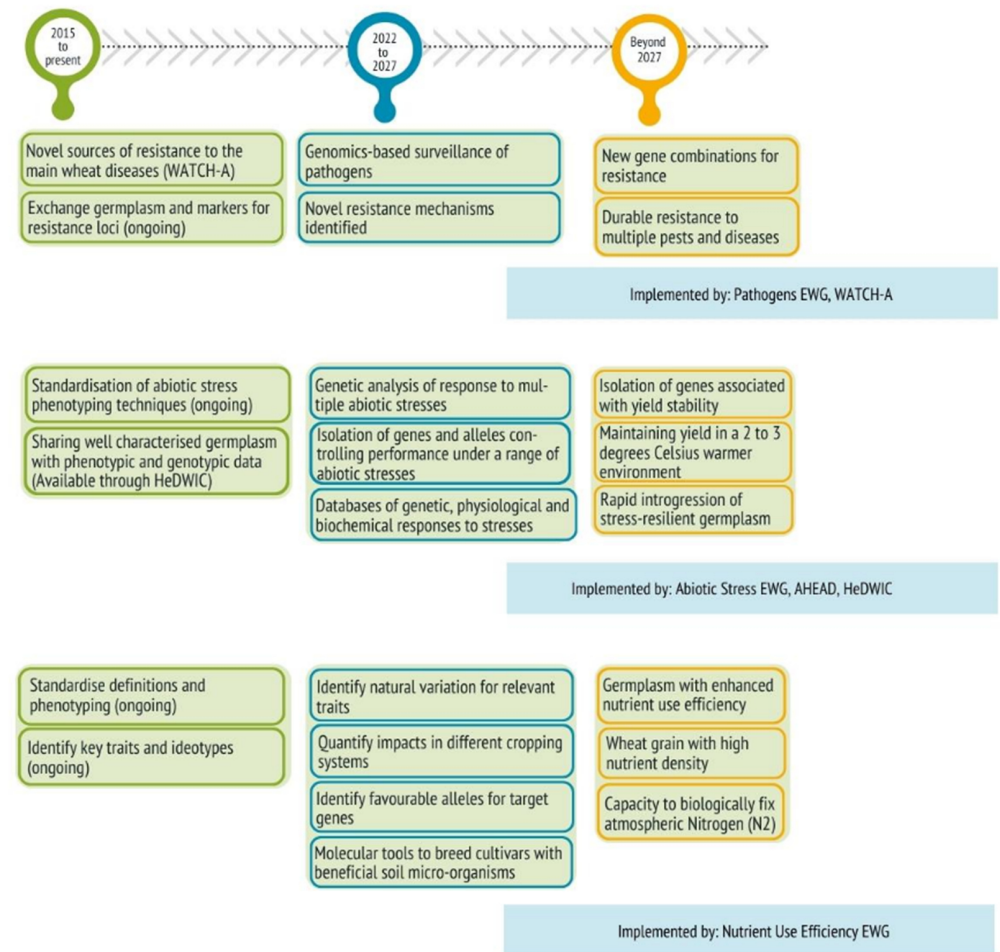 2015
to
present
2022
to
2027
Beyond
2027
Novel sources of resistance to the
main wheat diseases (WATCH-A)
Exchange germplasm and markers for
resistance loci (ongoing)
Genomics-based surveillance of
pathogens
Novel resistance mechanisms
identified
New gene combinations for
resistance
Durable resistance to
multiple pests and diseases
Implemented by: Pathogens EWG, WATCH-A
Standardisation of abiotic stress
phenotyping techniques (ongoing)
Sharing well characterised germplasm
with phenotypic and genotypic data
(Available through HeDWIC)
Genetic analysis of response to mul-
tiple abiotic stresses
Isolation of genes and alleles con-
trolling performance under a range of
abiotic stresses
Databases of genetic, physiological and
biochemical responses to stresses
Isolation of genes associated
with yield stability
Maintaining yield in a 2 to 3
degrees Celsius warmer
environment
Rapid introgression of
stress-resilient germplasm
Implemented by: Abiotic Stress EWG, AHEAD, HeDWIC
Standardise definitions and
phenotyping (ongoing)
Identify key traits and ideotypes
(ongoing)
Identify natural variation for relevant
traits
Quantify impacts in different cropping
systems
Identify favourable alleles for target
genes
Molecular tools to breed cultivars with
beneficial soil micro-organisms
Germplasm with enhanced
nutrient use efficiency
Wheat grain with high
nutrient density
Capacity to biologically fix
atmospheric Nitrogen (N2)
Implemented by: Nutrient Use Efficiency EWG